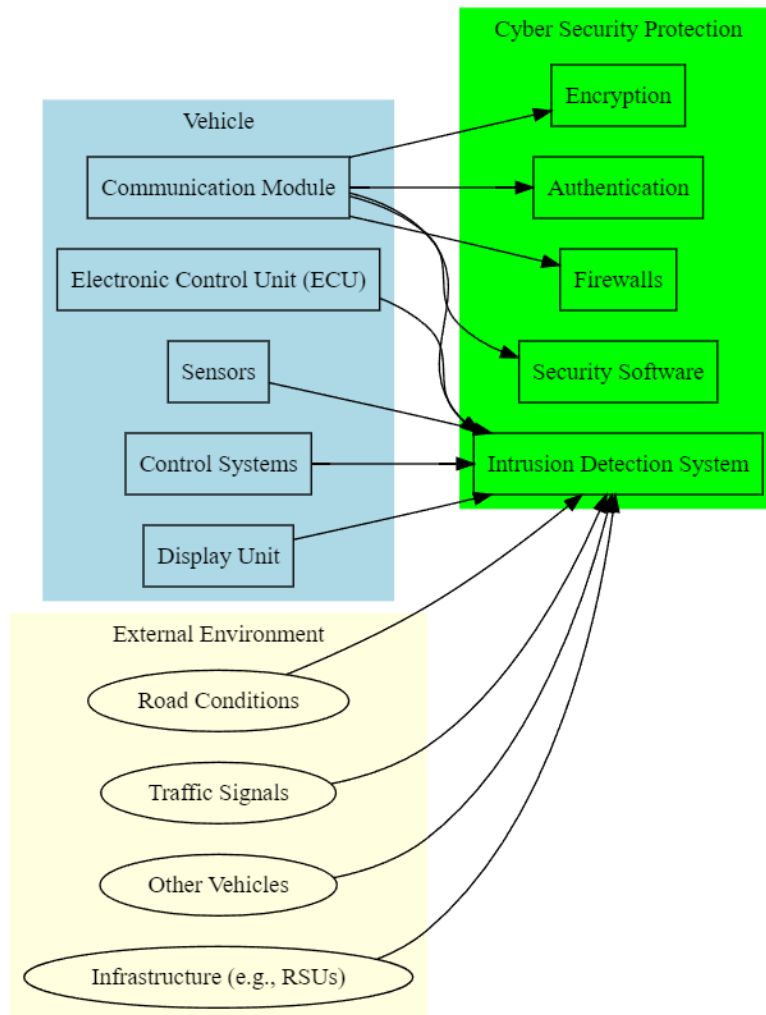 Cyber Security Protection
Encryption
Authentication
Firewalls
Security Software
Intrusion Detection System
Vehicle
Communication Module
Electronic Control Unit (ECU)
Sensors
Control Systems
Display Unit
External Environment
Road Conditions
Traffic Signals
Other Vehicles
Infrastructure (e.g., RSUs)